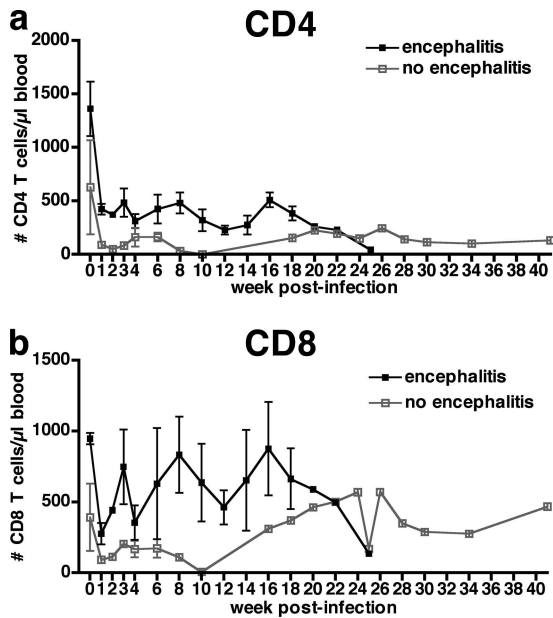 a CD4
2000
1500
1000
500
0
# CD4 T cells/µl blood
encephalitis
no encephalitis
0 1 2 3 4 6 8 10 12 14 16 18 20 22 24 26 28 30 32 34 36 38 40
week post-infection
b CD8
1500
1000
500
0
# CD8 T cells/µl blood
encephalitis
no encephalitis
0 1 2 3 4 6 8 10 12 14 16 18 20 22 24 26 28 30 32 34 36 38 40
week post-infection